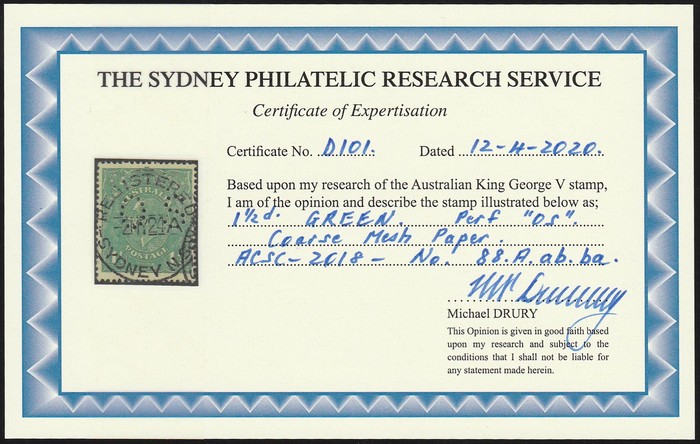 THE SYDNEY PHILATELIC RESEARCH SERVICE
Certificate of Expertisation
Certificate No. D101. Dated 12-4-2020.
Based upon my research of the Australian King George V stamp,
I am of the opinion and describe the stamp illustrated below as;
1½d. GREEN. Perf "OS".
Coarse Mesh Paper.
ACSC-2018- No. 88.A.ab.ba.
Michael DRURY
This Opinion is given in good faith based
upon my research and subject to the
conditions that I shall not be liable for
any statement made herein.
REGISTERED
AUSTRALIA
POSTAGE
SYDNEY